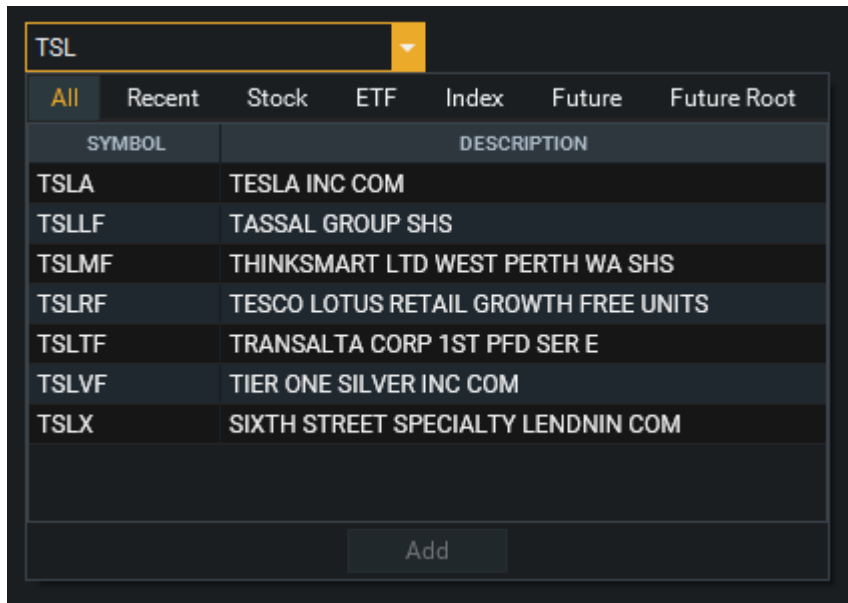 TSL
All Recent Stock ETF Index Future Future Root
SYMBOL DESCRIPTION
TSLA TESLA INC COM
TSLLF TASSAL GROUP SHS
TSLMF THINKSMART LTD WEST PERTH WA SHS
TSLRF TESCO LOTUS RETAIL GROWTH FREE UNITS
TSLTF TRANSALTA CORP 1ST PFD SER E
TSLVF TIER ONE SILVER INC COM
TSLX SIXTH STREET SPECIALTY LENDNIN COM
Add